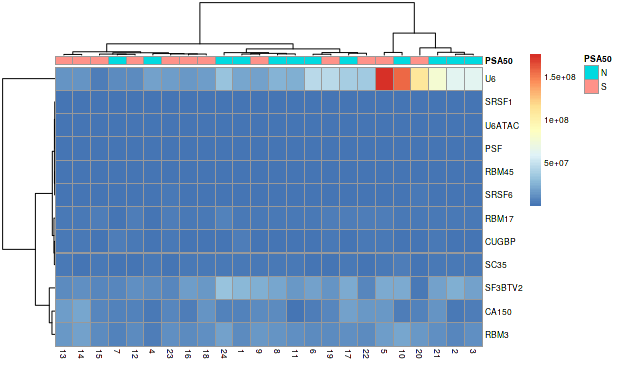 PSA50
U6
SRSF1
U6ATAC
PSF
RBM45
SRSF6
RBM17
CUGBP
SC35
SF3BTV2
CA150
RBM3
13 14 15 7 12 4 23 16 18 24 1 9 8 11 6 19 17 22 5 10 20 21 2 3
1.5e+08
1e+08
5e+07
PSA50
N
S